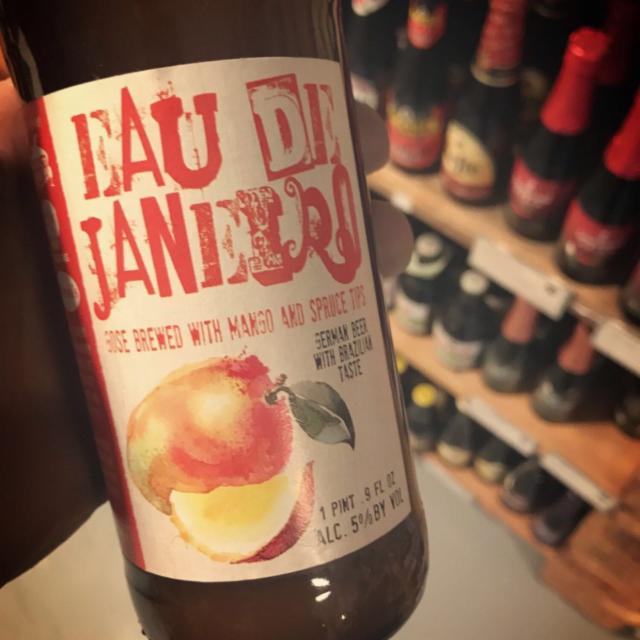 EAU DE
JANEIRO
GOSE BREWED WITH MANGO AND SPRUCE TIPS
GERMAN BEER
WITH BRAZILIAN
TASTE
1 PINT .9 FL OZ
ALC. 5% BY VOL